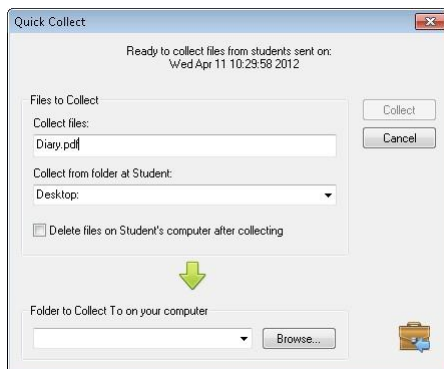 Quick Collect
Ready to collect files from students sent on:
Wed Apr 11 10:29:58 2012
Files to Collect
Collect files:
Diary.pdf
Collect from folder at Student:
Desktop:
Delete files on Student's computer after collecting
Collect
Cancel
Folder to Collect To on your computer
Browse...